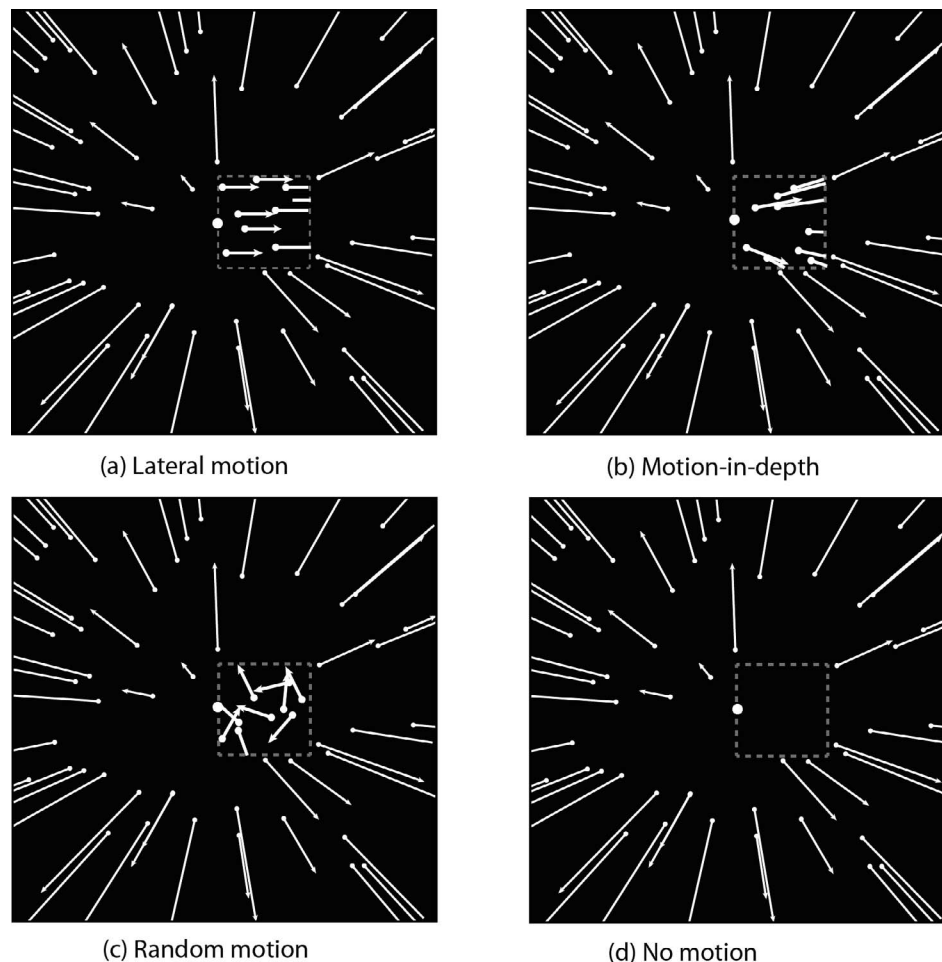 (a) Lateral motion
(b) Motion-in-depth
(c) Random motion
(d) No motion